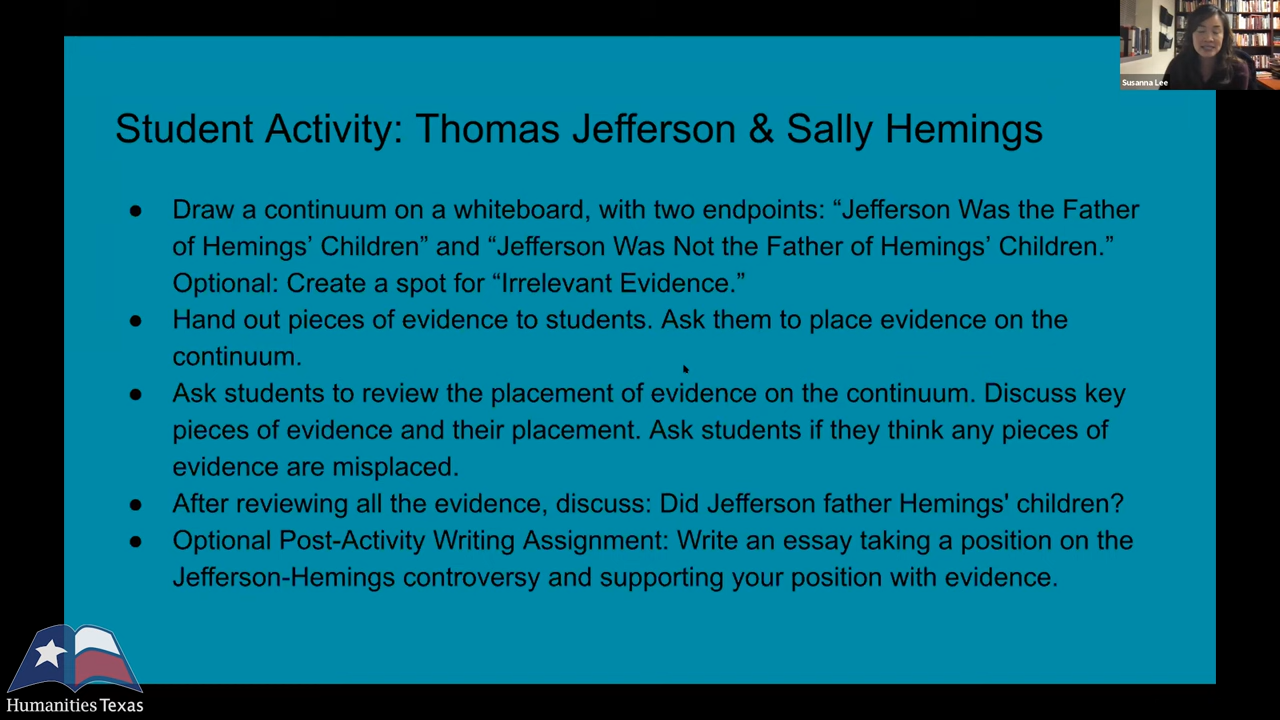 Susanna Lee
Student Activity: Thomas Jefferson & Sally Hemings
● Draw a continuum on a whiteboard, with two endpoints: “Jefferson Was the Father
of Hemings’ Children” and “Jefferson Was Not the Father of Hemings’ Children.”
Optional: Create a spot for “Irrelevant Evidence.”
● Hand out pieces of evidence to students. Ask them to place evidence on the
continuum.
● Ask students to review the placement of evidence on the continuum. Discuss key
pieces of evidence and their placement. Ask students if they think any pieces of
evidence are misplaced.
● After reviewing all the evidence, discuss: Did Jefferson father Hemings' children?
● Optional Post-Activity Writing Assignment: Write an essay taking a position on the
Jefferson-Hemings controversy and supporting your position with evidence.
Humanities Texas